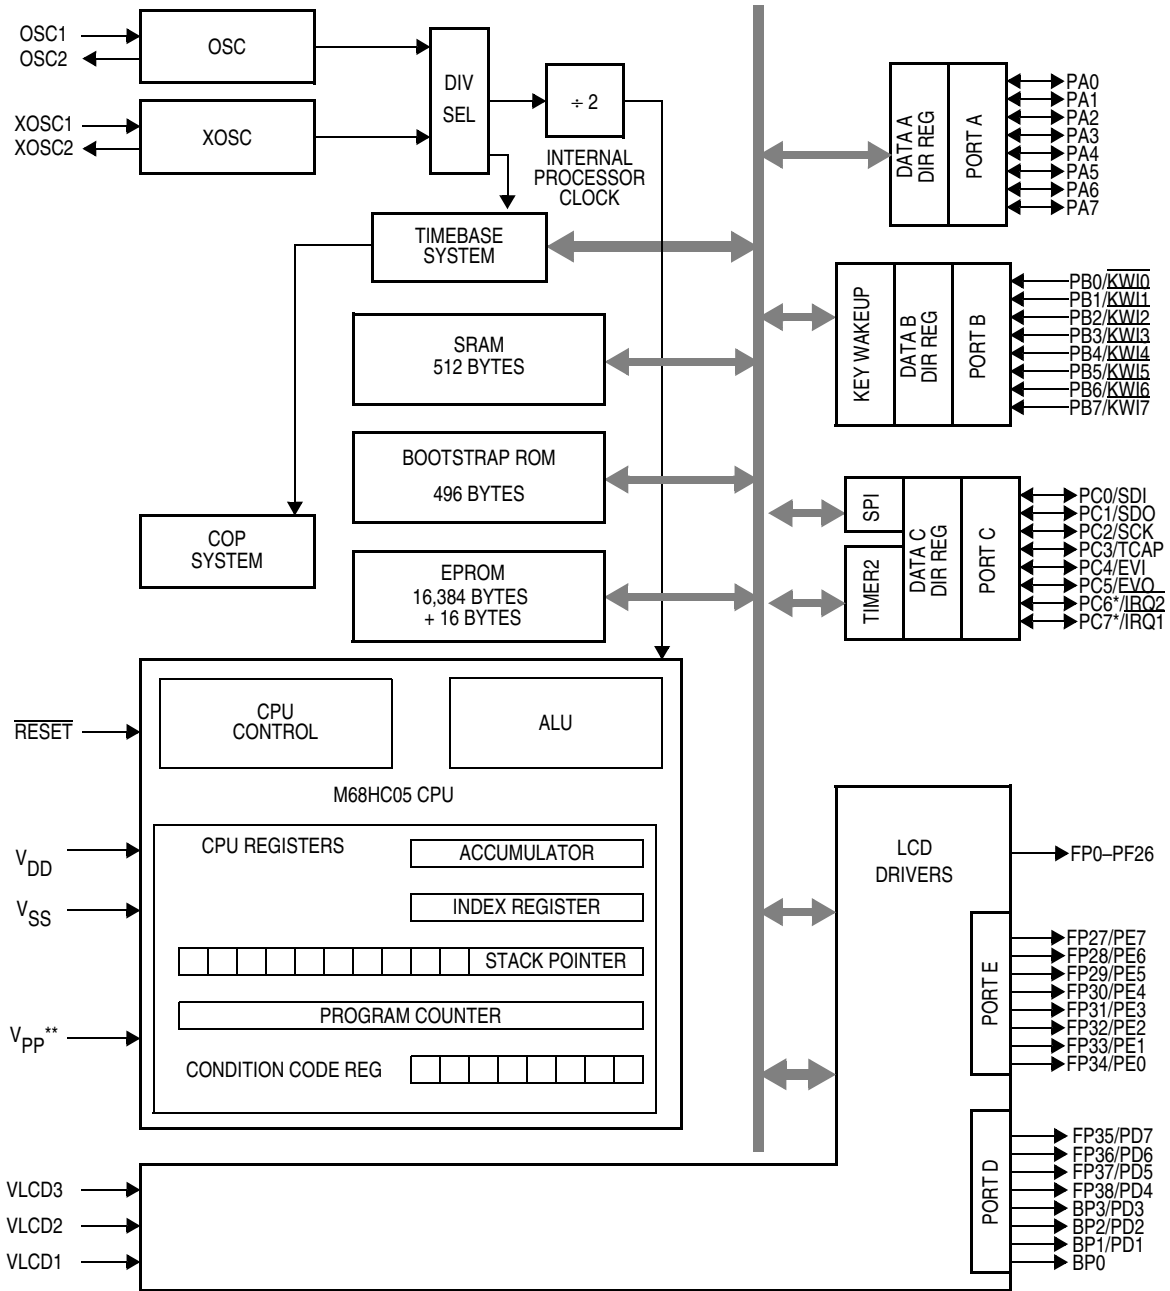 OSC1
OSC2
OSC
XOSC1
XOSC2
XOSC
DIV
SEL
÷ 2
INTERNAL
PROCESSOR
CLOCK
TIMEBASE
SYSTEM
SRAM
512 BYTES
BOOTSTRAP ROM
496 BYTES
COP
SYSTEM
EPROM
16,384 BYTES
+ 16 BYTES
DATA A
DIR REG
PORT A
PA0
PA1
PA2
PA3
PA4
PA5
PA6
PA7
KEY WAKEUP
DATA B
DIR REG
PORT B
PB0/KWI0
PB1/KWI1
PB2/KWI2
PB3/KWI3
PB4/KWI4
PB5/KWI5
PB6/KWI6
PB7/KWI7
SPI
TIMER2
DATA C
DIR REG
PORT C
PC0/SDI
PC1/SDO
PC2/SCK
PC3/TCAP
PC4/EVI
PC5/EVO
PC6*/IRQ2
PC7*/IRQ1
RESET
VDD
VSS
VPP**
CPU
CONTROL
ALU
M68HC05 CPU
CPU REGISTERS
ACCUMULATOR
INDEX REGISTER
STACK POINTER
PROGRAM COUNTER
CONDITION CODE REG
LCD
DRIVERS
FP0–PF26
PORT E
FP27/PE7
FP28/PE6
FP29/PE5
FP30/PE4
FP31/PE3
FP32/PE2
FP33/PE1
FP34/PE0
PORT D
FP35/PD7
FP36/PD6
FP37/PD5
FP38/PD4
BP3/PD3
BP2/PD2
BP1/PD1
BP0
VLCD3
VLCD2
VLCD1